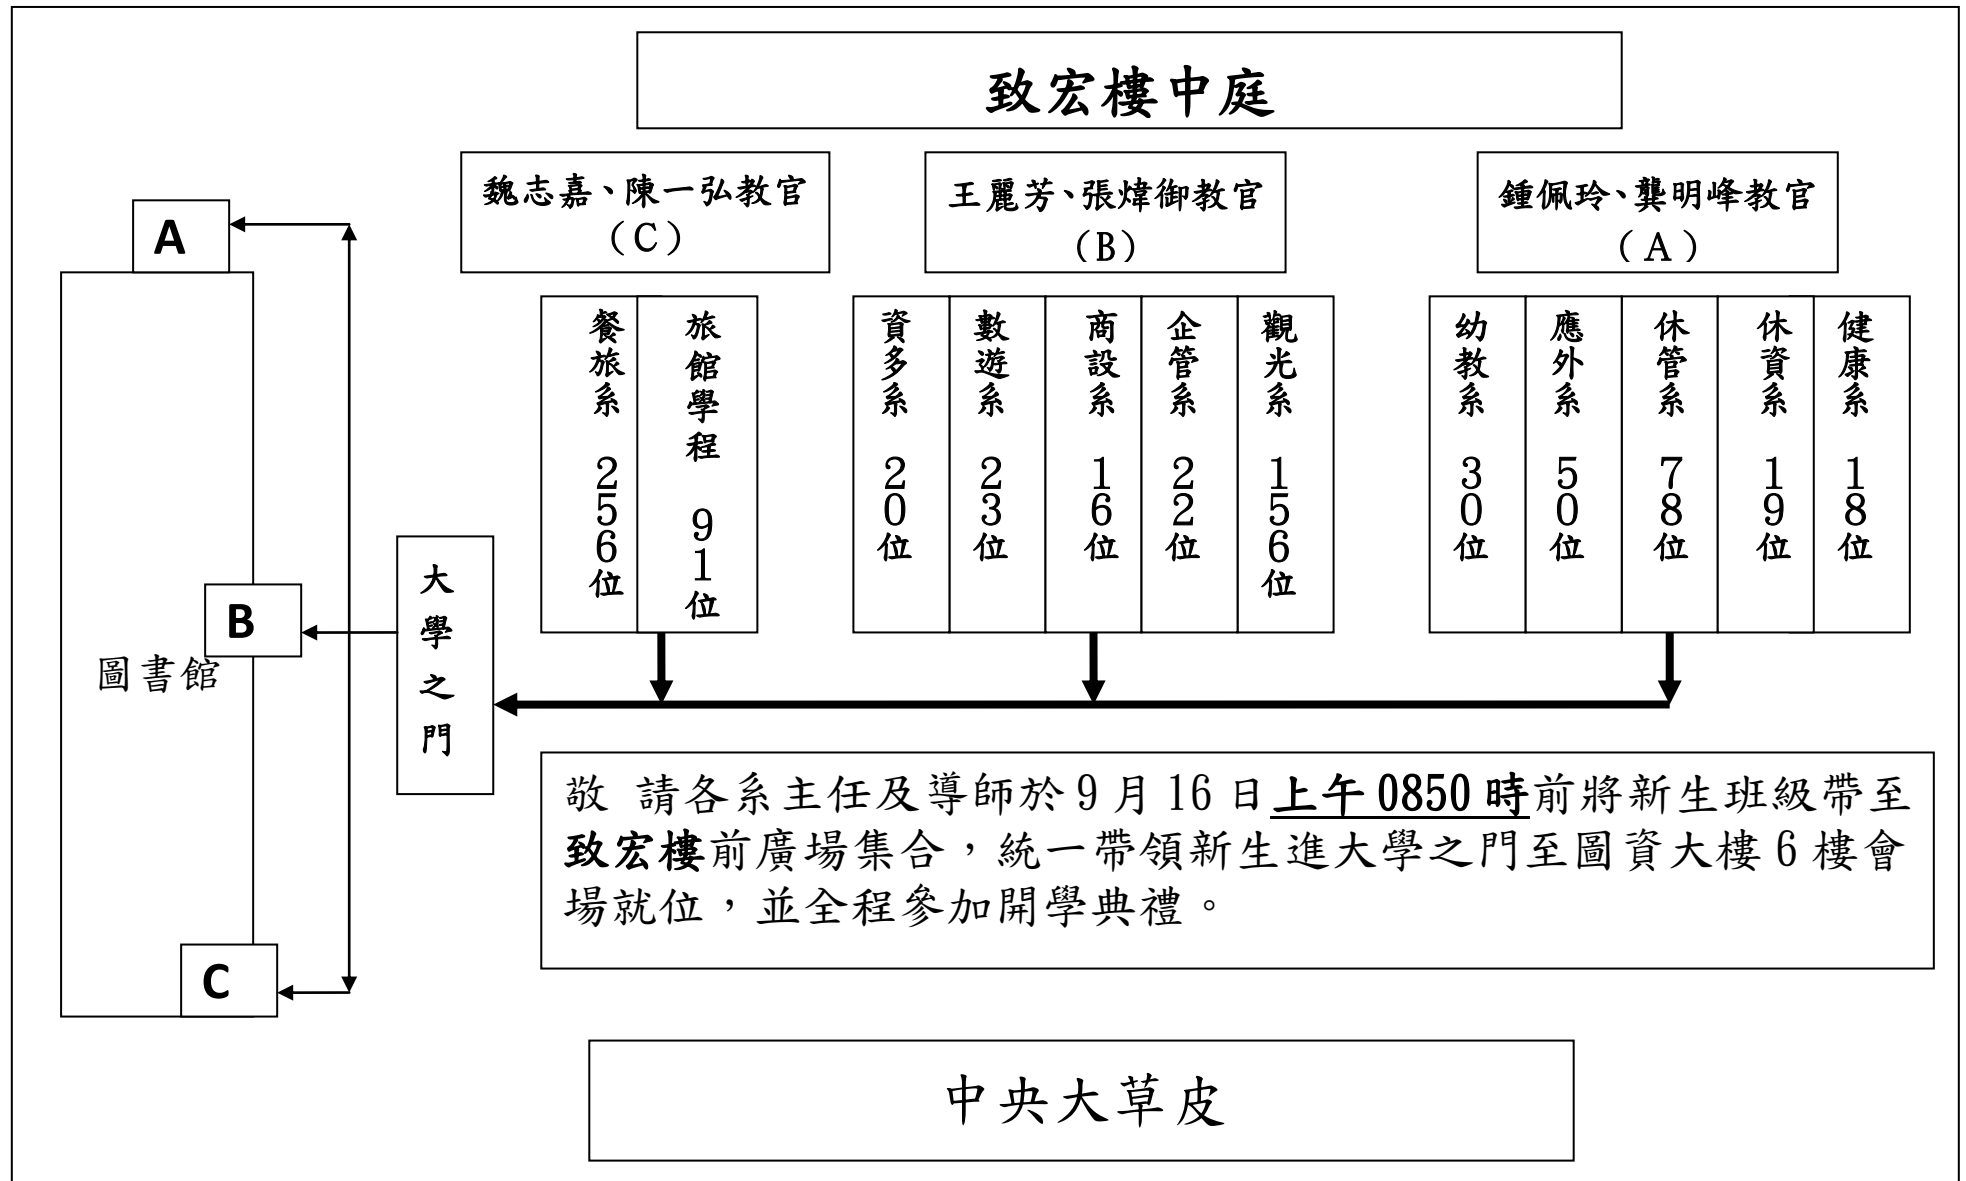 致宏樓中庭
魏志嘉、陳一弘教官
（C）
王麗芳、張煒御教官
（B）
鍾佩玲、龔明峰教官
（A）
A
餐旅系 256位
旅館學程 91位
資多系 20位
數遊系 23位
商設系 16位
企管系 22位
觀光系 156位
幼教系 30位
應外系 50位
休管系 78位
休資系 19位
健康系 18位
大學之門
B
圖書館
敬 請各系主任及導師於9月16日上午0850時前將新生班級帶至
致宏樓前廣場集合，統一帶領新生進大學之門至圖資大樓6樓會
場就位，並全程參加開學典禮。
C
中央大草皮